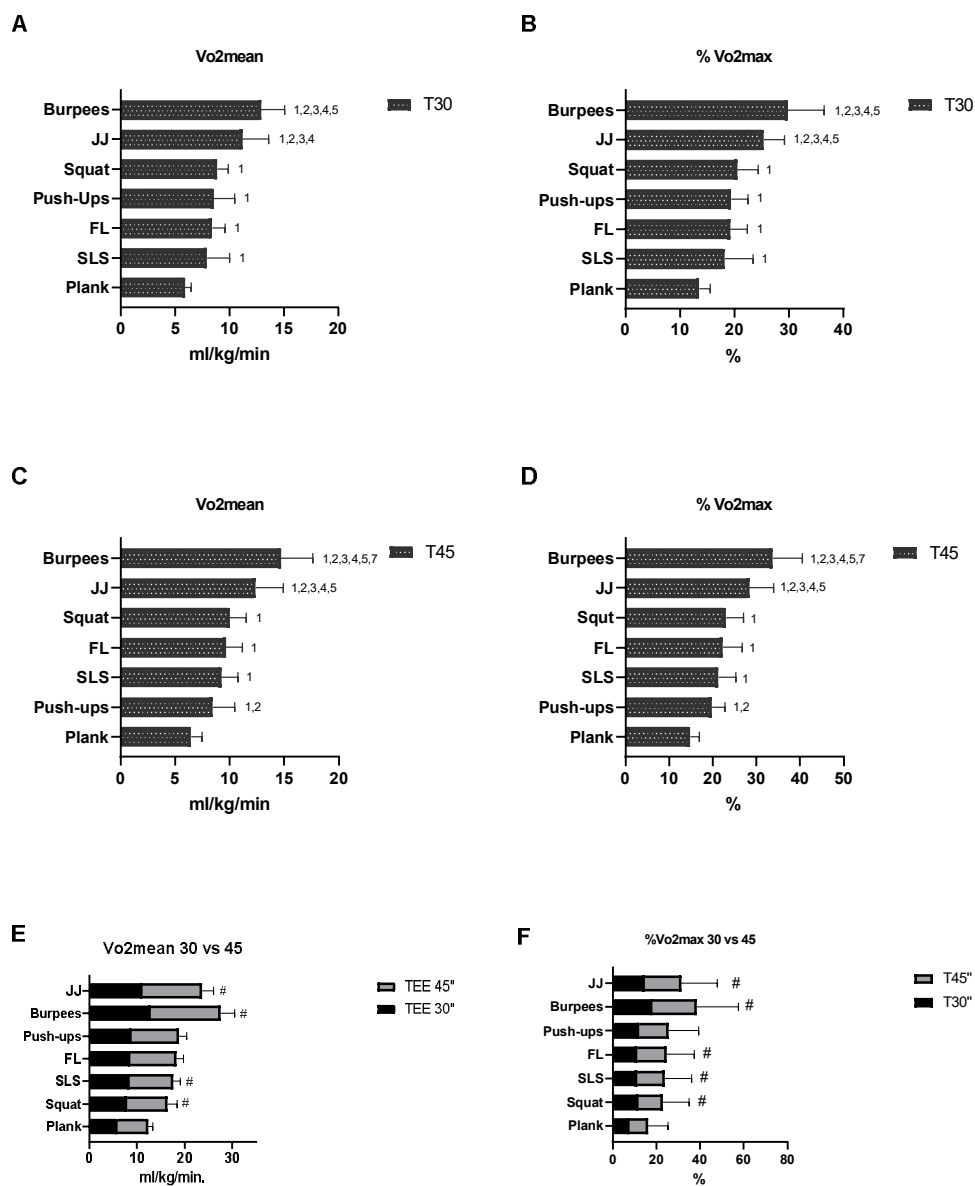 A
Vo2mean
Burpees 1,2,3,4,5
JJ 1,2,3,4
Squat 1
Push-Ups 1
FL 1
SLS 1
Plank
0 5 10 15 20
ml/kg/min
T30
B
% Vo2max
Burpees 1,2,3,4,5
JJ 1,2,3,4,5
Squat 1
Push-ups 1
FL 1
SLS 1
Plank
0 10 20 30 40
%
T30
C
Vo2mean
Burpees 1,2,3,4,5,7
JJ 1,2,3,4,5
Squat 1
FL 1
SLS 1
Push-ups 1,2
Plank
0 5 10 15 20
ml/kg/min
T45
D
% Vo2max
Burpees 1,2,3,4,5,7
JJ 1,2,3,4,5
Squt 1
FL 1
SLS 1
Push-ups 1,2
Plank
0 10 20 30 40 50
%
T45
E
Vo2mean 30 vs 45
JJ #
Burpees #
Push-ups
FL
SLS #
Squat #
Plank
0 10 20 30
ml/kg/min.
TEE 45"
TEE 30"
F
%Vo2max 30 vs 45
JJ #
Burpees #
Push-ups
FL #
SLS #
Squat #
Plank
0 20 40 60 80
%
T45"
T30"